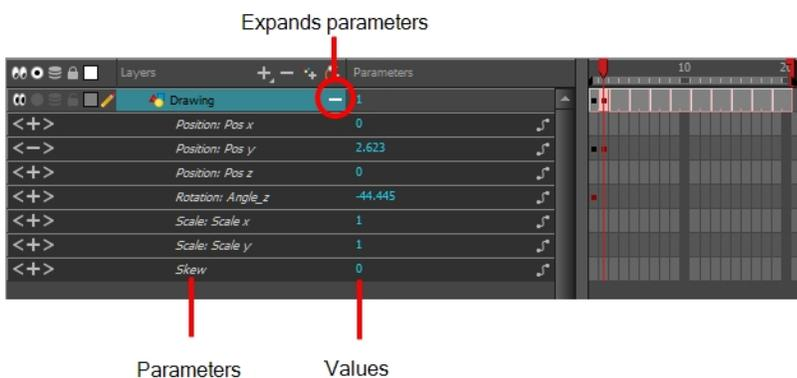 Expands parameters
Layers Parameters 10 20
Drawing 1
<+> Position: Pos x 0
<-> Position: Pos y 2.623
<+> Position: Pos z 0
<+> Rotation: Angle_z -44.445
<+> Scale: Scale x 1
<+> Scale: Scale y 1
<+> Skew 0
Parameters Values